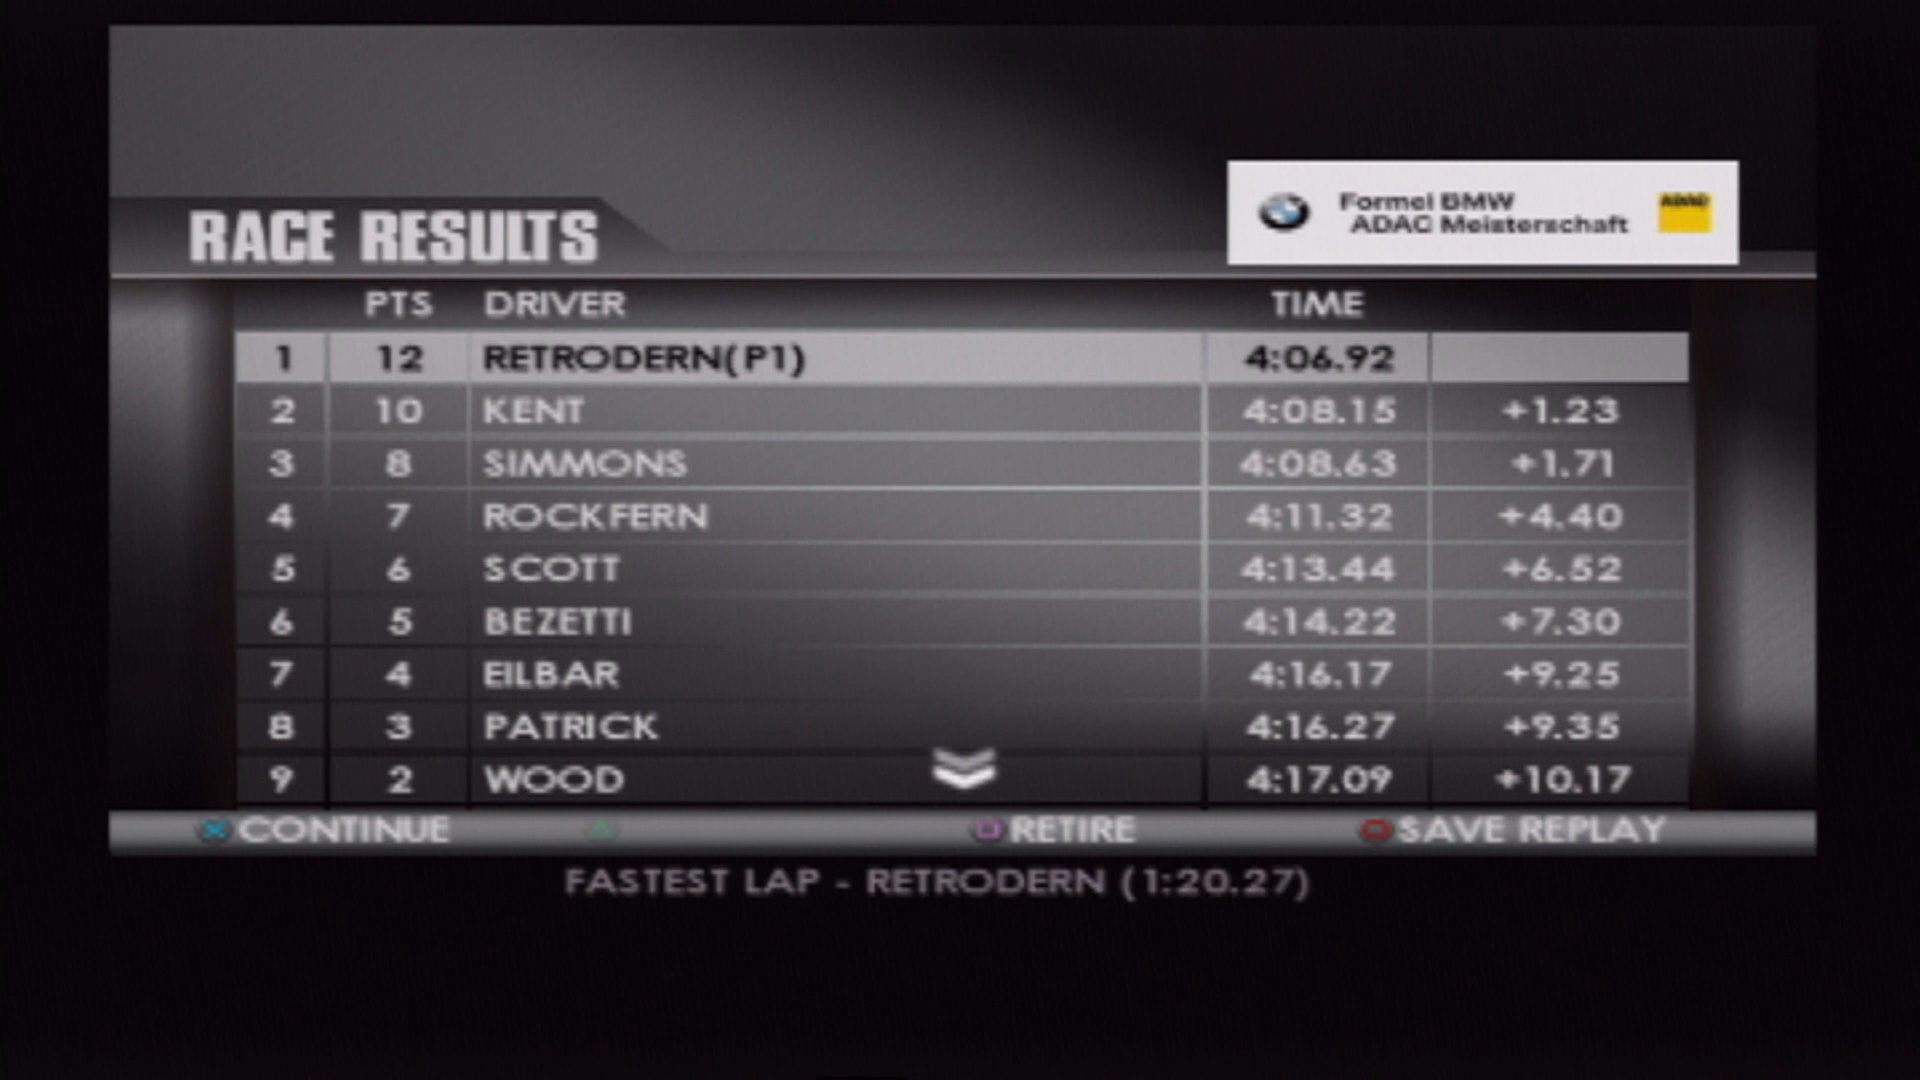 RACE RESULTS
Formel BMW
ADAC Meisterschaft
ADAC
PTS DRIVER TIME
1 12 RETRODERN(P1) 4:06.92
2 10 KENT 4:08.15 +1.23
3 8 SIMMONS 4:08.63 +1.71
4 7 ROCKFERN 4:11.32 +4.40
5 6 SCOTT 4:13.44 +6.52
6 5 BEZETTI 4:14.22 +7.30
7 4 EILBAR 4:16.17 +9.25
8 3 PATRICK 4:16.27 +9.35
9 2 WOOD 4:17.09 +10.17
CONTINUE RETIRE SAVE REPLAY
FASTEST LAP - RETRODERN (1:20.27)